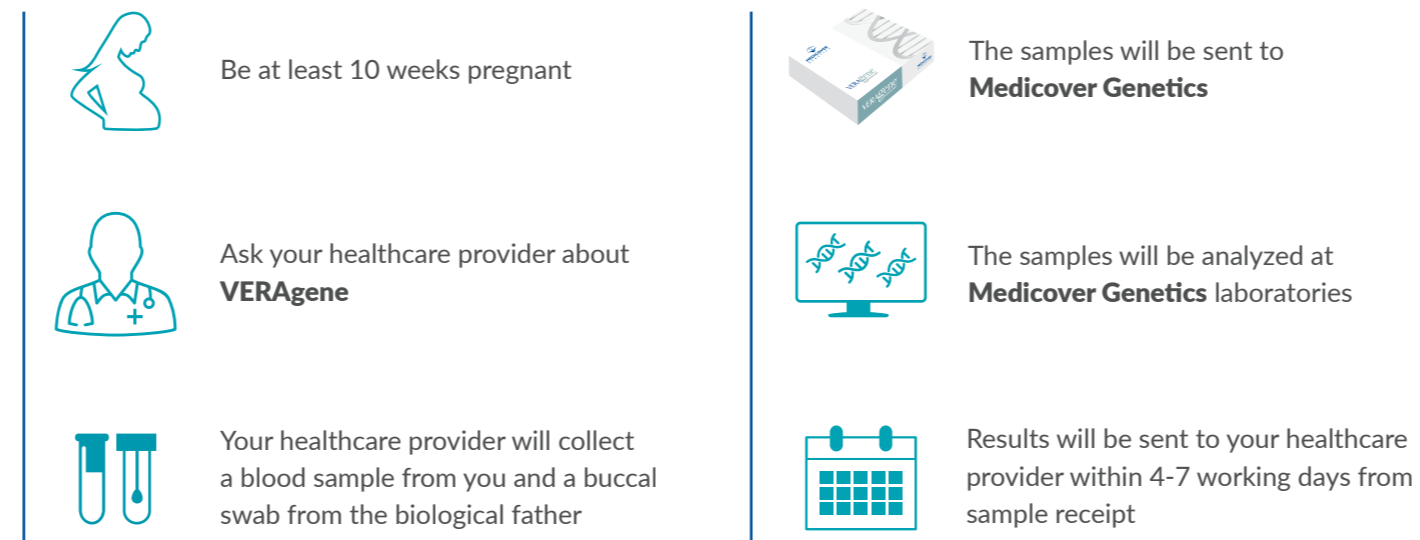 Be at least 10 weeks pregnant
Ask your healthcare provider about
VERAgene
Your healthcare provider will collect
a blood sample from you and a buccal
swab from the biological father
The samples will be sent to
Medicover Genetics
The samples will be analyzed at
Medicover Genetics laboratories
Results will be sent to your healthcare
provider within 4-7 working days from
sample receipt